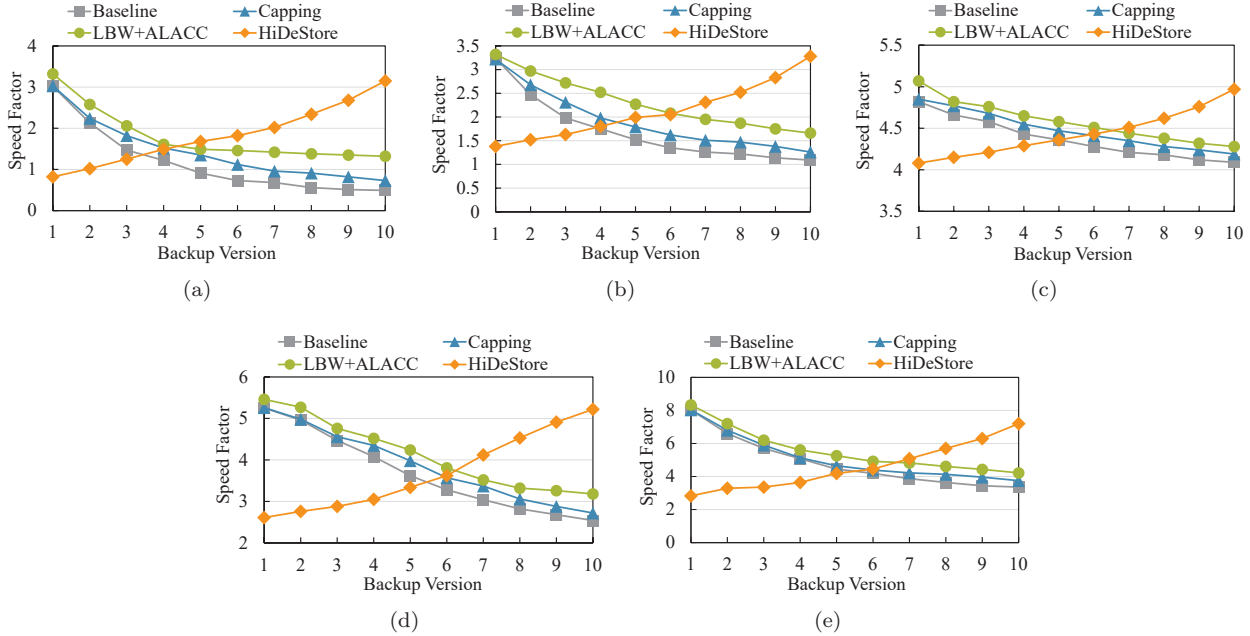 Baseline Capping
LBW+ALACC HiDeStore
4
3
2
1
0
Speed Factor
1 2 3 4 5 6 7 8 9 10
Backup Version
(a)
Baseline Capping
LBW+ALACC HiDeStore
3.5
3
2.5
2
1.5
1
0.5
0
Speed Factor
1 2 3 4 5 6 7 8 9 10
Backup Version
(b)
Baseline Capping
LBW+ALACC HiDeStore
5.5
5
4.5
4
3.5
Speed Factor
1 2 3 4 5 6 7 8 9 10
Backup Version
(c)
Baseline Capping
LBW+ALACC HiDeStore
6
5
4
3
2
Speed Factor
1 2 3 4 5 6 7 8 9 10
Backup Version
(d)
Baseline Capping
LBW+ALACC HiDeStore
10
8
6
4
2
0
Speed Factor
1 2 3 4 5 6 7 8 9 10
Backup Version
(e)